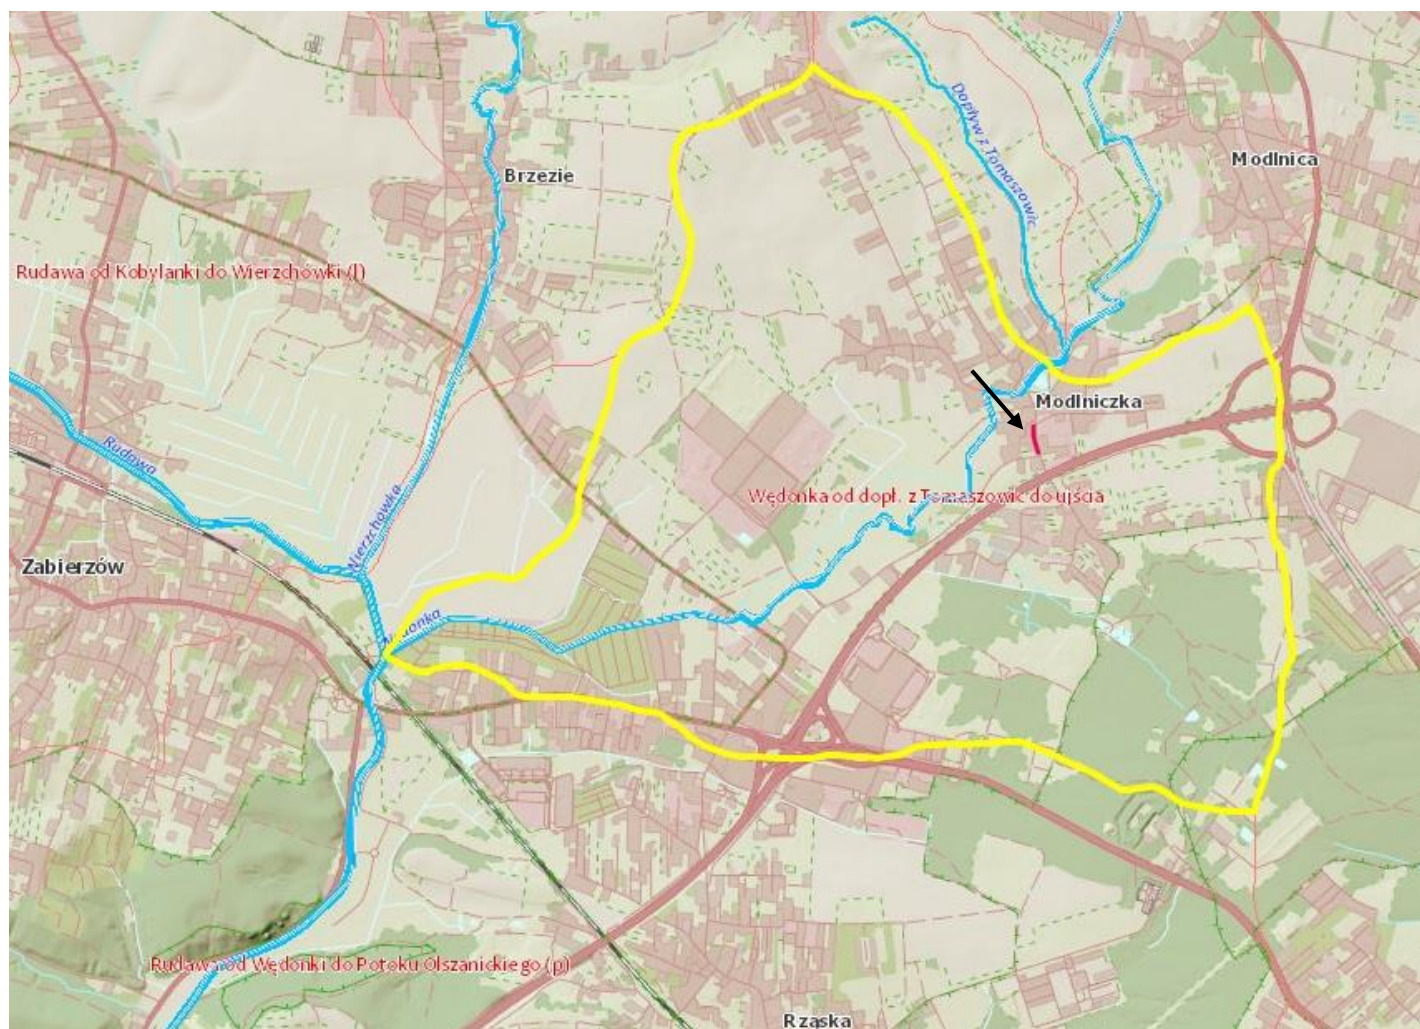 Dopływ z Tomaszowic
Modlnica
Brzezie
Rudawa od Kobylanki do Wierzchówki (l)
Modlniczka
Rudawa
Wierzchówka
Wędonka od dopł. z Tomaszowic do ujścia
Zabierzów
Rudawa od Wędonki do Potoku Olszanickiego (p)
Rząska